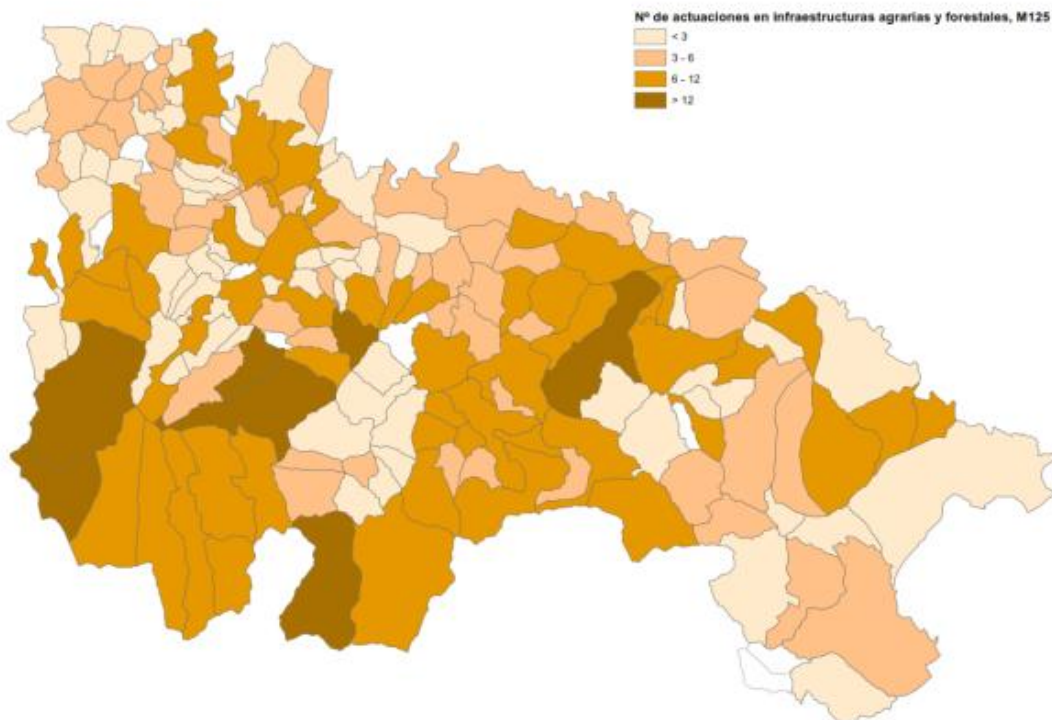 Nº de actuaciones en infraestructuras agrarias y forestales, M125
< 3
3 - 6
6 - 12
> 12